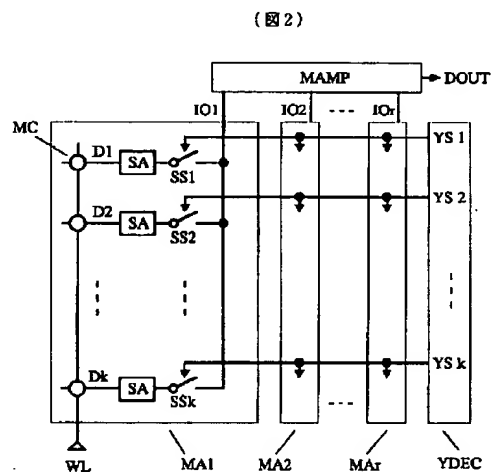 (図2)
MAMP
DOUT
IO1
IO2
IOr
MC
D1
SA
SS1
YS 1
D2
SA
SS2
YS 2
Dk
SA
SSk
YS k
WL
MA1
MA2
MAr
YDEC